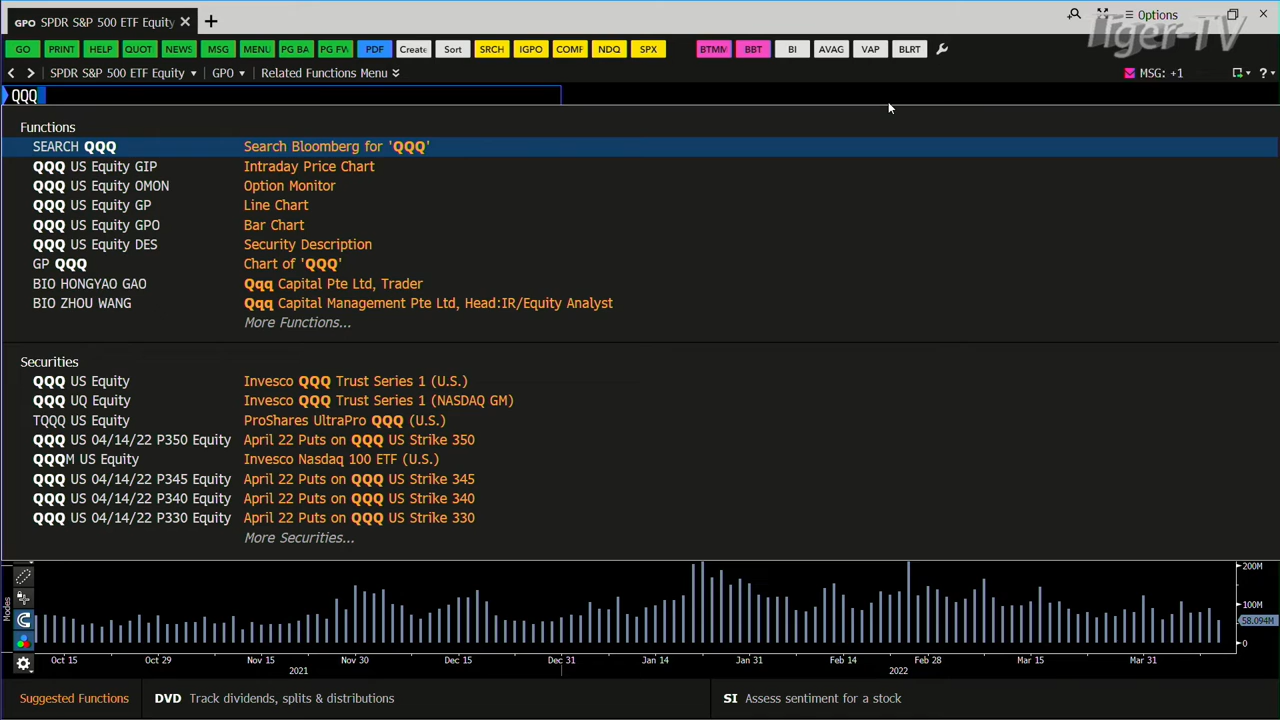 GPO SPDR S&P 500 ETF Equity
Options
Tiger-TV
GO PRINT HELP QUOT NEWS MSG MENU PG BA PG FW PDF Create Sort SRCH IGPO COMF NDQ SPX BTMM BBT BI AVAG VAP BLRT
SPDR S&P 500 ETF Equity GPO Related Functions Menu MSG: +1 ?
QQQ
Functions
SEARCH QQQ Search Bloomberg for 'QQQ'
QQQ US Equity GIP Intraday Price Chart
QQQ US Equity OMON Option Monitor
QQQ US Equity GP Line Chart
QQQ US Equity GPO Bar Chart
QQQ US Equity DES Security Description
GP QQQ Chart of 'QQQ'
BIO HONGYAO GAO Qqq Capital Pte Ltd, Trader
BIO ZHOU WANG Qqq Capital Management Pte Ltd, Head:IR/Equity Analyst
More Functions...
Securities
QQQ US Equity Invesco QQQ Trust Series 1 (U.S.)
QQQ UQ Equity Invesco QQQ Trust Series 1 (NASDAQ GM)
TQQQ US Equity ProShares UltraPro QQQ (U.S.)
QQQ US 04/14/22 P350 Equity April 22 Puts on QQQ US Strike 350
QQQM US Equity Invesco Nasdaq 100 ETF (U.S.)
QQQ US 04/14/22 P345 Equity April 22 Puts on QQQ US Strike 345
QQQ US 04/14/22 P340 Equity April 22 Puts on QQQ US Strike 340
QQQ US 04/14/22 P330 Equity April 22 Puts on QQQ US Strike 330
More Securities...
Modes
200M
100M
58.094M
0
Oct 15 Oct 29 Nov 15 Nov 30 Dec 15 Dec 31 Jan 14 Jan 31 Feb 14 Feb 28 Mar 15 Mar 31
2021 2022
Suggested Functions DVD Track dividends, splits & distributions SI Assess sentiment for a stock